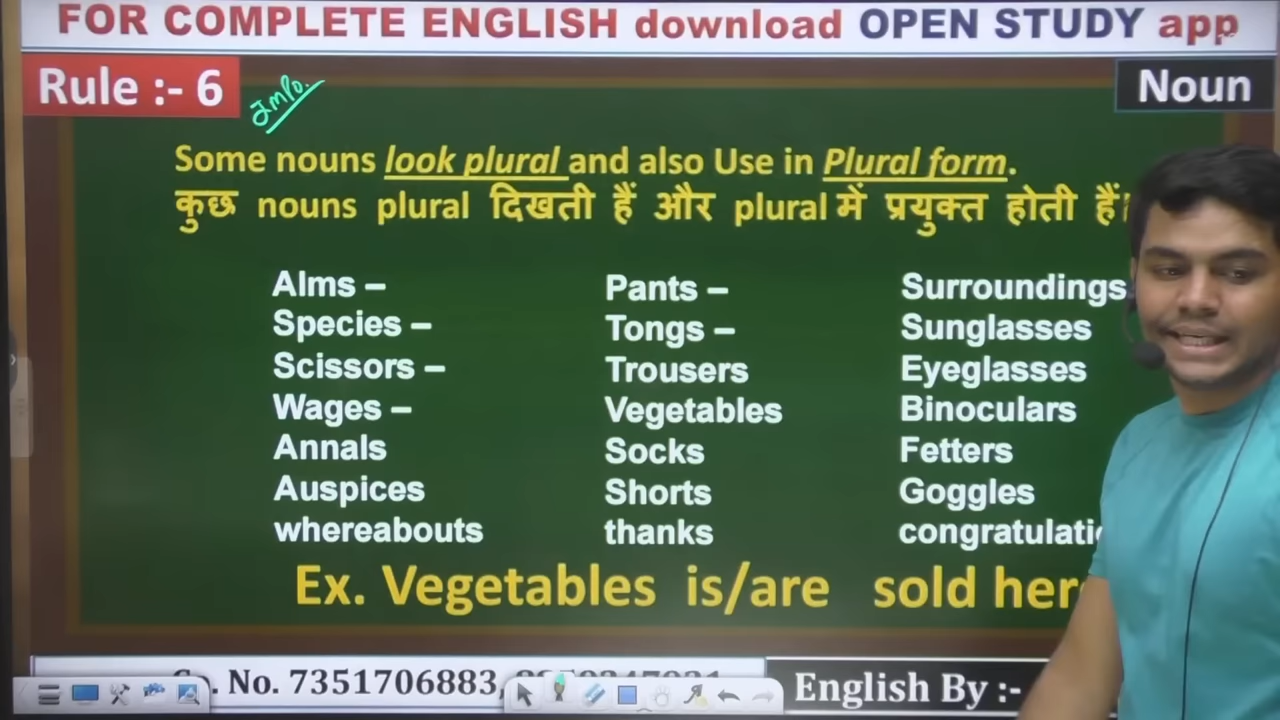 FOR COMPLETE ENGLISH download OPEN STUDY app
Rule :- 6
Impo.
Noun
Some nouns look plural and also Use in Plural form.
कुछ nouns plural दिखती हैं और plural में प्रयुक्त होती हैं।
Alms – Pants – Surroundings
Species – Tongs – Sunglasses
Scissors – Trousers Eyeglasses
Wages – Vegetables Binoculars
Annals Socks Fetters
Auspices Shorts Goggles
whereabouts thanks
Ex. Vegetables is/are sold
No. 7351706883,
English By :-